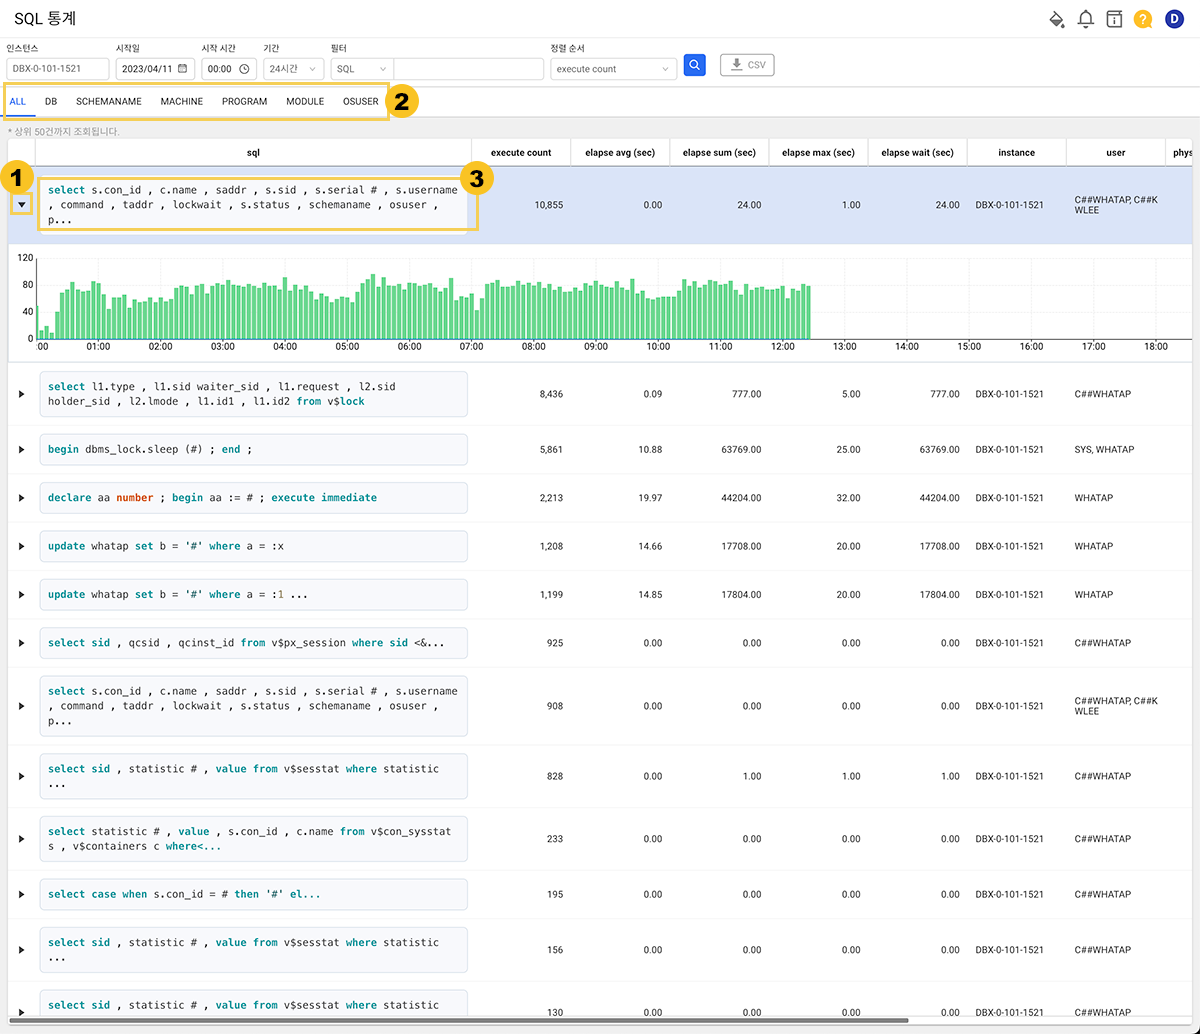 SQL 통계
?
D
인스턴스
시작일
시작 시간
기간
필터
정렬 순서
DBX-0-101-1521
2023/04/11
00:00
24시간
SQL
execute count
CSV
ALL DB SCHEMANAME MACHINE PROGRAM MODULE OSUSER
2
* 상위 50건까지 조회됩니다.
sql execute count elapse avg (sec) elapse sum (sec) elapse max (sec) elapse wait (sec) instance user phys
1
3
select s.con_id , c.name , saddr , s.sid , s.serial # , s.username
, command , taddr , lockwait , s.status , schemaname , osuser ,
p...
10,855 0.00 24.00 1.00 24.00 DBX-0-101-1521
C##WHATAP, C##K
WLEE
120
80
40
0
:00 01:00 02:00 03:00 04:00 05:00 06:00 07:00 08:00 09:00 10:00 11:00 12:00 13:00 14:00 15:00 16:00 17:00 18:00
select l1.type , l1.sid waiter_sid , l1.request , l2.sid
holder_sid , l2.lmode , l1.id1 , l1.id2 from v$lock
8,436 0.09 777.00 5.00 777.00 DBX-0-101-1521 C##WHATAP
begin dbms_lock.sleep (#) ; end ;
5,861 10.88 63769.00 25.00 63769.00 DBX-0-101-1521 SYS, WHATAP
declare aa number ; begin aa := # ; execute immediate
2,213 19.97 44204.00 32.00 44204.00 DBX-0-101-1521 WHATAP
update whatap set b = '#' where a = :x
1,208 14.66 17708.00 20.00 17708.00 DBX-0-101-1521 WHATAP
update whatap set b = '#' where a = :1 ...
1,199 14.85 17804.00 20.00 17804.00 DBX-0-101-1521 WHATAP
select sid , qcsid , qcinst_id from v$px_session where sid <&...
925 0.00 0.00 0.00 0.00 DBX-0-101-1521 C##WHATAP
select s.con_id , c.name , saddr , s.sid , s.serial # , s.username
, command , taddr , lockwait , s.status , schemaname , osuser ,
p...
908 0.00 0.00 0.00 0.00 DBX-0-101-1521
C##WHATAP, C##K
WLEE
select sid , statistic # , value from v$sesstat where statistic
...
828 0.00 1.00 1.00 1.00 DBX-0-101-1521 C##WHATAP
select statistic # , value , s.con_id , c.name from v$con_sysstat
s , v$containers c where<...
233 0.00 0.00 0.00 0.00 DBX-0-101-1521 C##WHATAP
select case when s.con_id = # then '#' el...
195 0.00 0.00 0.00 0.00 DBX-0-101-1521 C##WHATAP
select sid , statistic # , value from v$sesstat where statistic
...
156 0.00 0.00 0.00 0.00 DBX-0-101-1521 C##WHATAP
select sid , statistic # , value from v$sesstat where statistic
130 0.00 0.00 0.00 0.00 DBX-0-101-1521 C##WHATAP